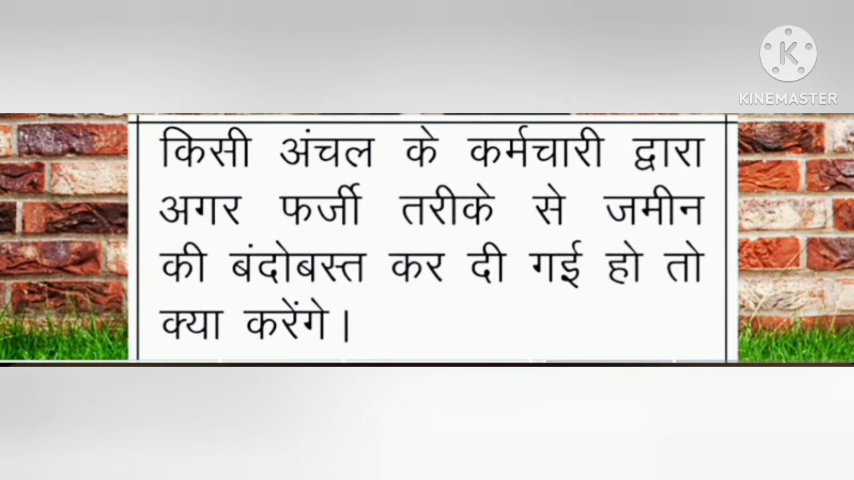 KINEMASTER
किसी अंचल के कर्मचारी द्वारा
अगर फर्जी तरीके से जमीन
की बंदोबस्त कर दी गई हो तो
क्या करेंगे।